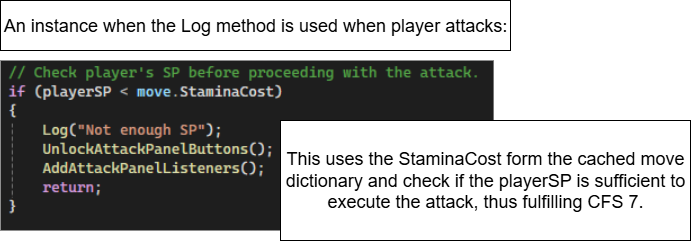 An instance when the Log method is used when player attacks:
// Check player's SP before proceeding with the attack.
if (playerSP < move.StaminaCost)
{
Log("Not enough SP");
UnlockAttackPanelButtons();
AddAttackPanelListeners();
return;
}
This uses the StaminaCost form the cached move
dictionary and check if the playerSP is sufficient to
execute the attack, thus fulfilling CFS 7.